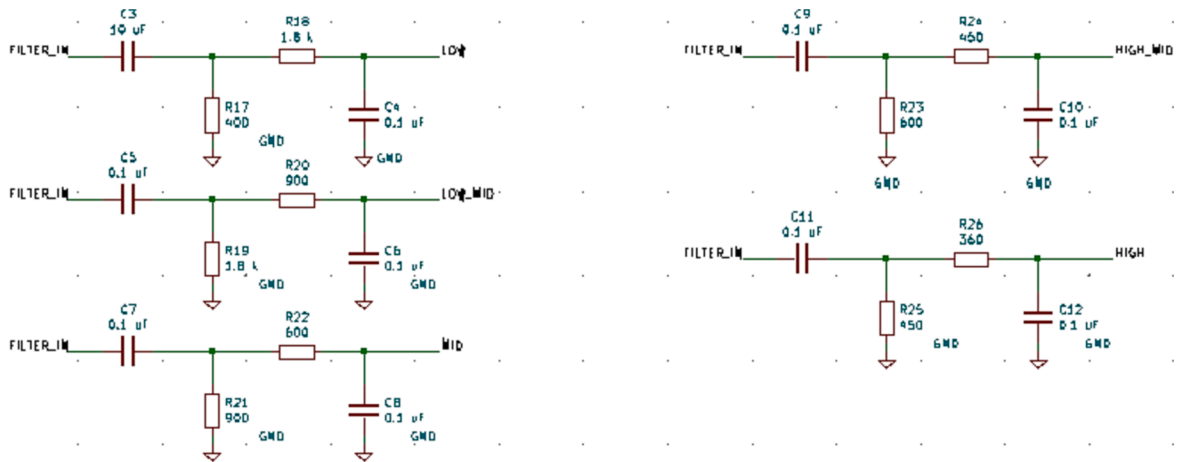 C3
10 uF
FILTER_IN
R18
1.8 k
LOW
R17
400
GND
C4
0.1 uF
GND
C5
0.1 uF
FILTER_IN
R20
900
LOW_MID
R19
1.8 k
GND
C6
0.1 uF
GND
C7
0.1 uF
FILTER_IN
R22
600
MID
R21
900
GND
C8
0.1 uF
GND
C9
0.1 uF
FILTER_IN
R24
450
HIGH_MID
R23
600
GND
C10
0.1 uF
GND
C11
0.1 uF
FILTER_IN
R26
360
HIGH
R25
450
GND
C12
0.1 uF
GND